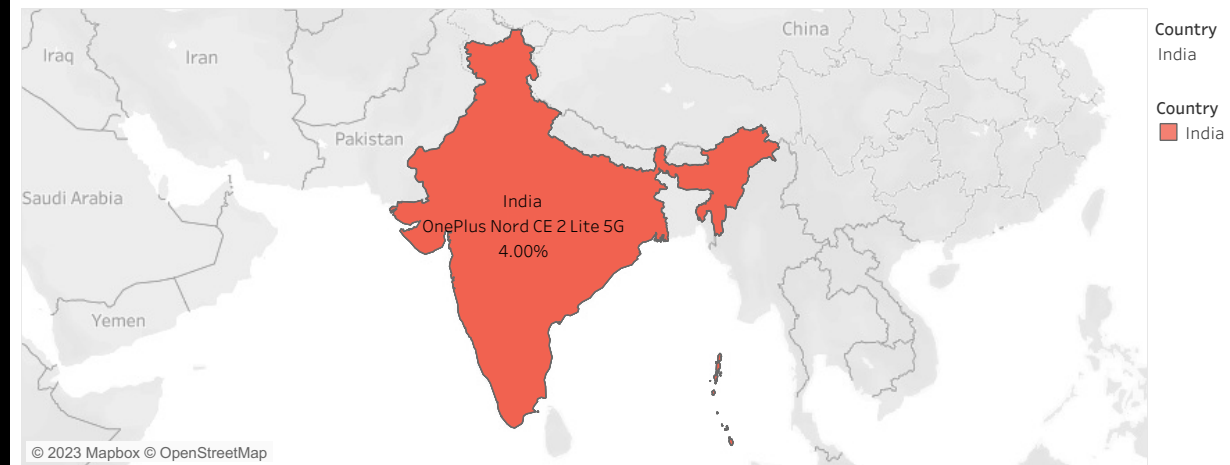 Iraq
Iran
China
Pakistan
Saudi Arabia
Yemen
India
OnePlus Nord CE 2 Lite 5G
4.00%
© 2023 Mapbox © OpenStreetMap
Country
India
Country
India